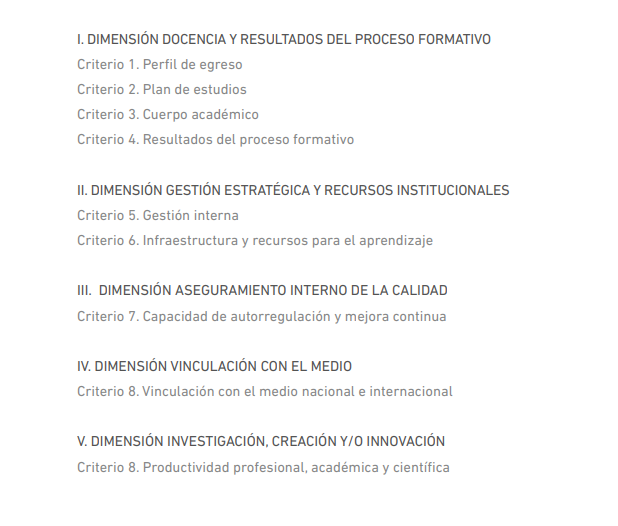 I. DIMENSIÓN DOCENCIA Y RESULTADOS DEL PROCESO FORMATIVO
Criterio 1. Perfil de egreso
Criterio 2. Plan de estudios
Criterio 3. Cuerpo académico
Criterio 4. Resultados del proceso formativo
II. DIMENSIÓN GESTIÓN ESTRATÉGICA Y RECURSOS INSTITUCIONALES
Criterio 5. Gestión interna
Criterio 6. Infraestructura y recursos para el aprendizaje
III. DIMENSIÓN ASEGURAMIENTO INTERNO DE LA CALIDAD
Criterio 7. Capacidad de autorregulación y mejora continua
IV. DIMENSIÓN VINCULACIÓN CON EL MEDIO
Criterio 8. Vinculación con el medio nacional e internacional
V. DIMENSIÓN INVESTIGACIÓN, CREACIÓN Y/O INNOVACIÓN
Criterio 8. Productividad profesional, académica y científica